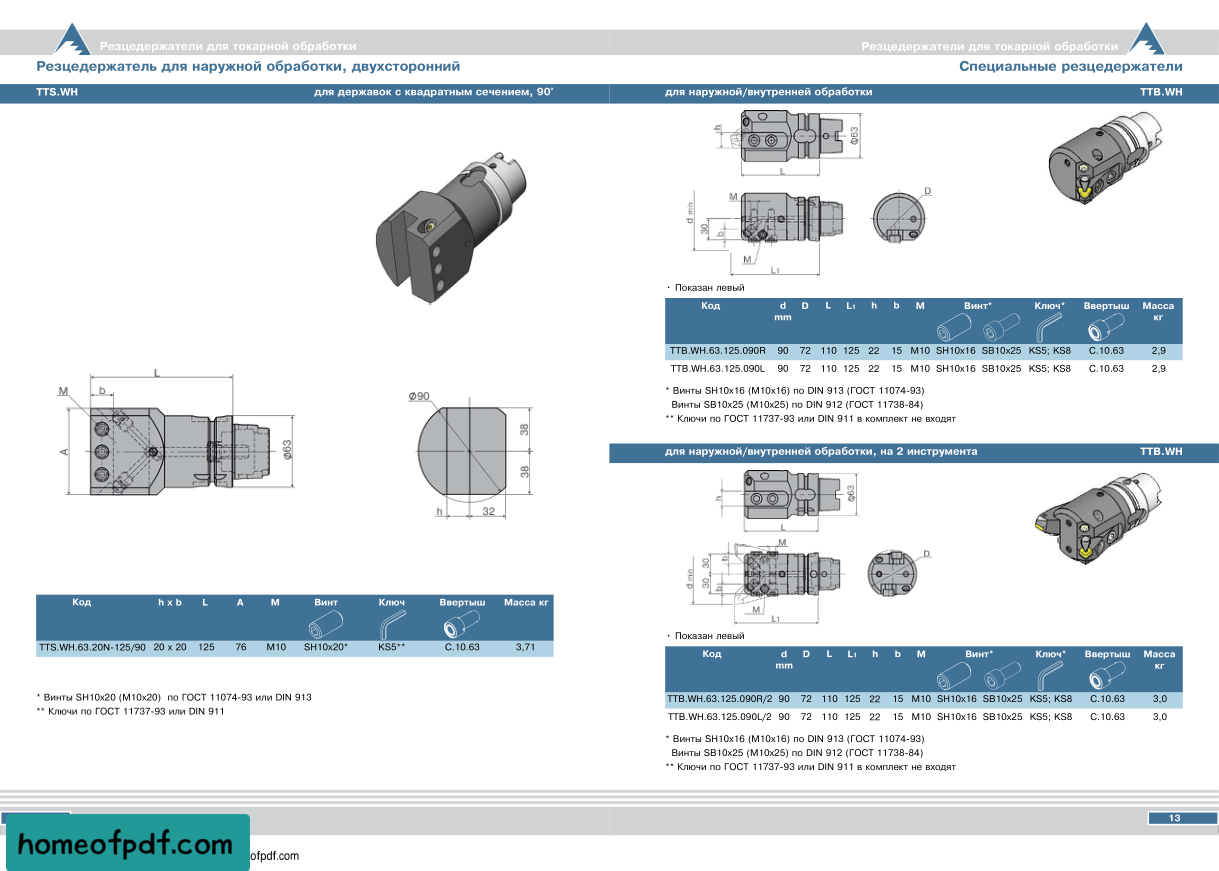 Резцедержатели для токарной обработки
Резцедержатель для наружной обработки, двухсторонний
TTS.WH для державок с квадратным сечением, 90°
L
M
b
A
Ф63
Ф90
38
38
h
32
Код h x b L A M Винт Ключ Ввертыш Масса кг
TTS.WH.63.20N-125/90 20 x 20 125 76 M10 SH10x20* KS5** C.10.63 3,71
* Винты SH10x20 (M10x20) по ГОСТ 11074-93 или DIN 913
** Ключи по ГОСТ 11737-93 или DIN 911
Резцедержатели для токарной обработки
Специальные резцедержатели
для наружной/внутренней обработки TTB.WH
h
Ф63
L
M
D
d min
30
b
M
L1
· Показан левый
Код d D L L1 h b M Винт* Ключ* Ввертыш Масса
mm кг
TTB.WH.63.125.090R 90 72 110 125 22 15 M10 SH10x16 SB10x25 KS5; KS8 C.10.63 2,9
TTB.WH.63.125.090L 90 72 110 125 22 15 M10 SH10x16 SB10x25 KS5; KS8 C.10.63 2,9
* Винты SH10x16 (M10x16) по DIN 913 (ГОСТ 11074-93)
Винты SB10x25 (M10x25) по DIN 912 (ГОСТ 11738-84)
** Ключи по ГОСТ 11737-93 или DIN 911 в комплект не входят
для наружной/внутренней обработки, на 2 инструмента TTB.WH
h
Ф63
L
M
b
30
D
d min
30
b
M
L1
· Показан левый
Код d D L L1 h b M Винт* Ключ* Ввертыш Масса
mm кг
TTB.WH.63.125.090R/2 90 72 110 125 22 15 M10 SH10x16 SB10x25 KS5; KS8 C.10.63 3,0
TTB.WH.63.125.090L/2 90 72 110 125 22 15 M10 SH10x16 SB10x25 KS5; KS8 C.10.63 3,0
* Винты SH10x16 (M10x16) по DIN 913 (ГОСТ 11074-93)
Винты SB10x25 (M10x25) по DIN 912 (ГОСТ 11738-84)
** Ключи по ГОСТ 11737-93 или DIN 911 в комплект не входят
13
homeofpdf.com
ofpdf.com